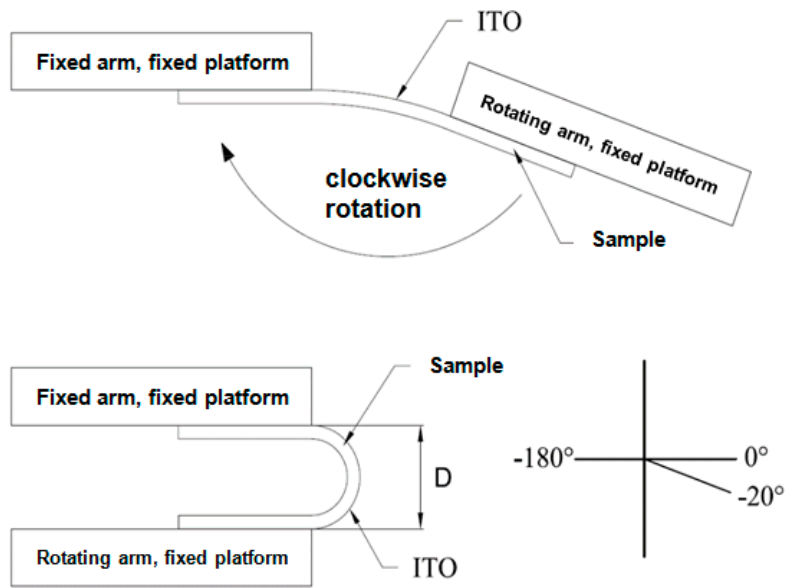 ITO
Fixed arm, fixed platform
Rotating arm, fixed platform
clockwise
rotation
Sample
Sample
Fixed arm, fixed platform
D
-180°
0°
-20°
Rotating arm, fixed platform
ITO